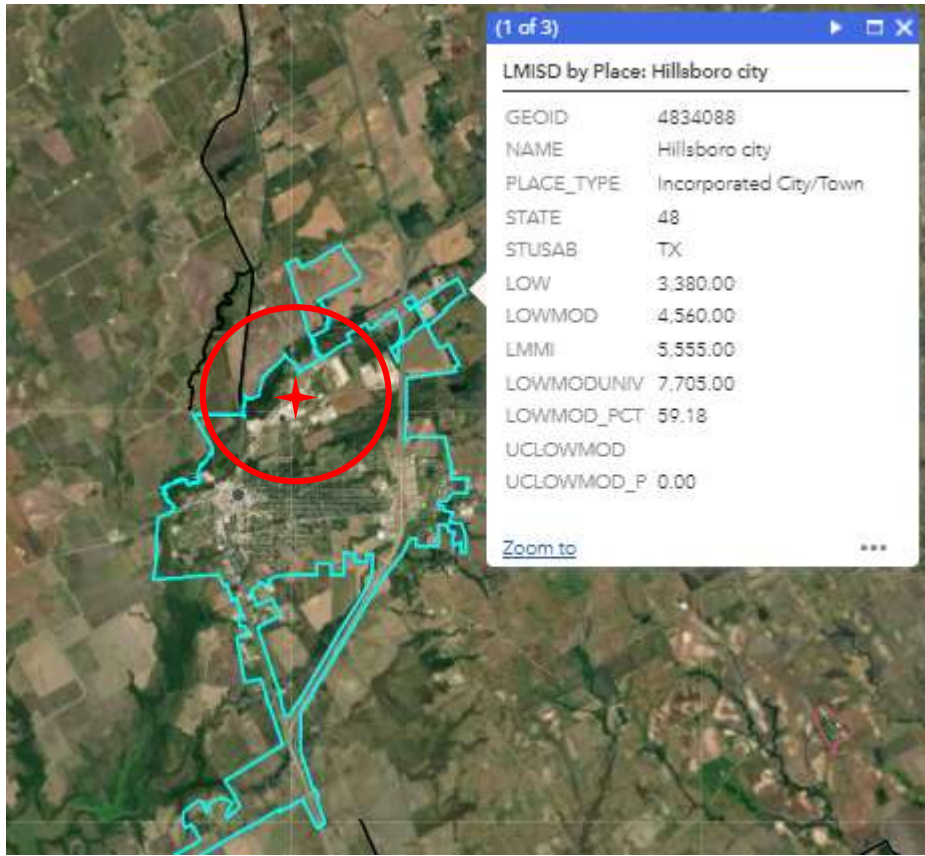 (1 of 3)
LMISD by Place: Hillsboro city
GEOID 4834088
NAME Hillsboro city
PLACE_TYPE Incorporated City/Town
STATE 48
STUSAB TX
LOW 3,380.00
LOWMOD 4,560.00
LMMI 5,555.00
LOWMODUNIV 7,705.00
LOWMOD_PCT 59.18
UCLOWMOD
UCLOWMOD_P 0.00
Zoom to